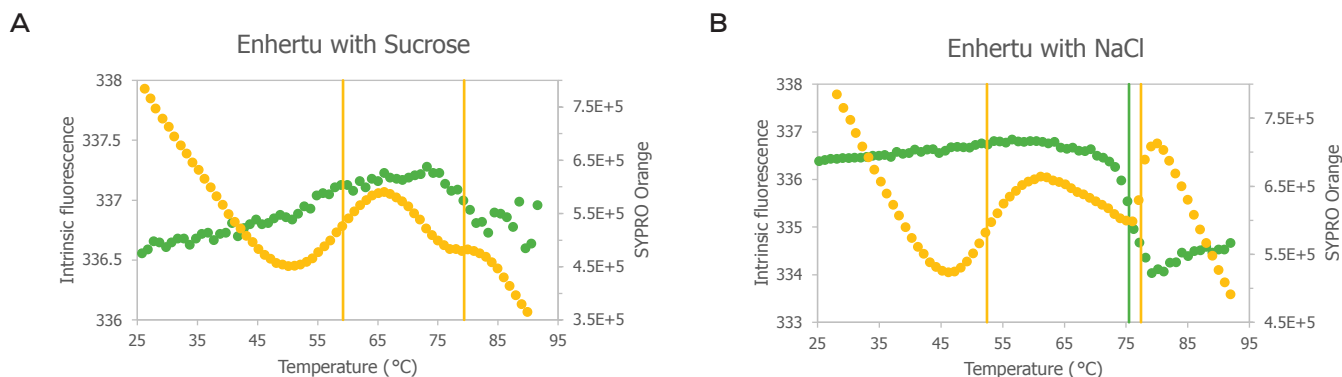 A
Enhertu with Sucrose
Intrinsic fluorescence
338
337.5
337
336.5
336
7.5E+5
6.5E+5
5.5E+5
4.5E+5
3.5E+5
SYPRO Orange
25 35 45 55 65 75 85 95
Temperature (°C)
B
Enhertu with NaCl
Intrinsic fluorescence
338
337
336
335
334
333
7.5E+5
6.5E+5
5.5E+5
4.5E+5
SYPRO Orange
25 35 45 55 65 75 85 95
Temperature (°C)